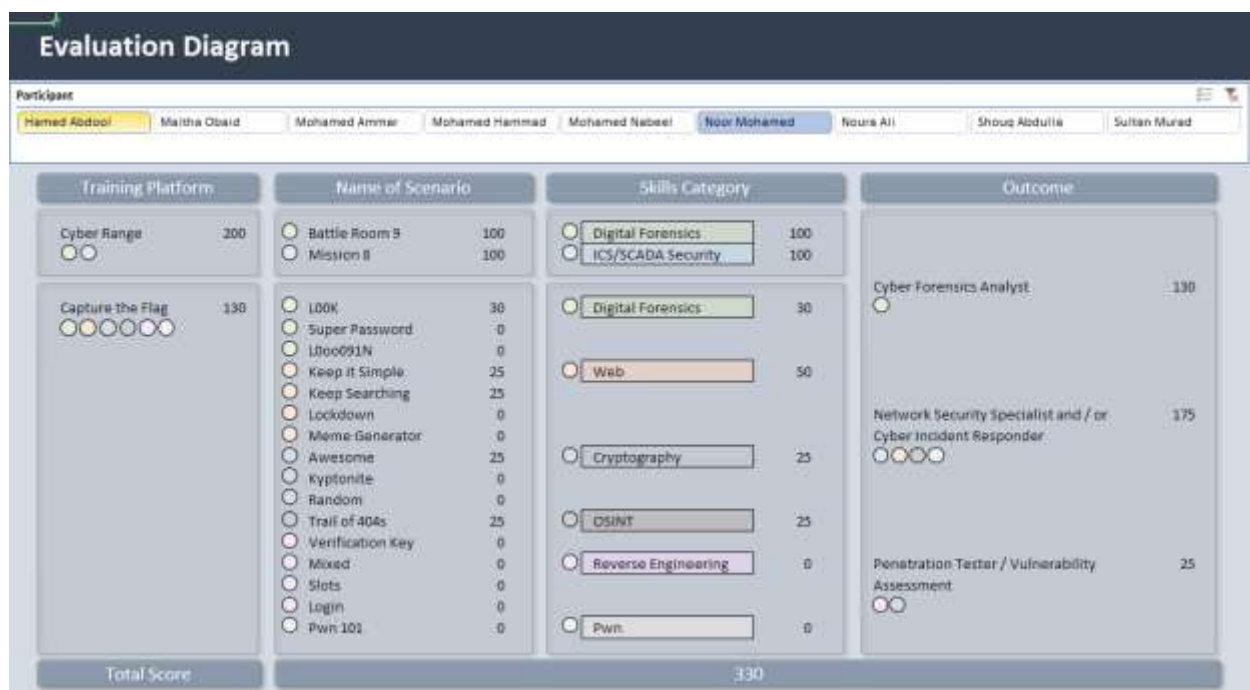 Evaluation Diagram
Participant
Hamed Abdool Maitha Obaid Mohamed Ammar Mohamed Hammad Mohamed Nabeel Noor Mohamed Noura Ali Shouq Abdulla Sultan Murad
Training Platform Name of Scenario Skills Category Outcome
Cyber Range 200
Battle Room 9 100
Mission 8 100
Digital Forensics 100
ICS/SCADA Security 100
Capture the Flag 130
L00K 30
Super Password 0
L0oo091N 0
Keep it Simple 25
Keep Searching 25
Lockdown 0
Meme Generator 0
Awesome 25
Kyptonite 0
Random 0
Trail of 404s 25
Verification Key 0
Mixed 0
Slots 0
Login 0
Pwn 101 0
Digital Forensics 30
Web 50
Cryptography 25
OSINT 25
Reverse Engineering 0
Pwn 0
Cyber Forensics Analyst 130
Network Security Specialist and / or 175
Cyber Incident Responder
Penetration Tester / Vulnerability 25
Assessment
Total Score 330